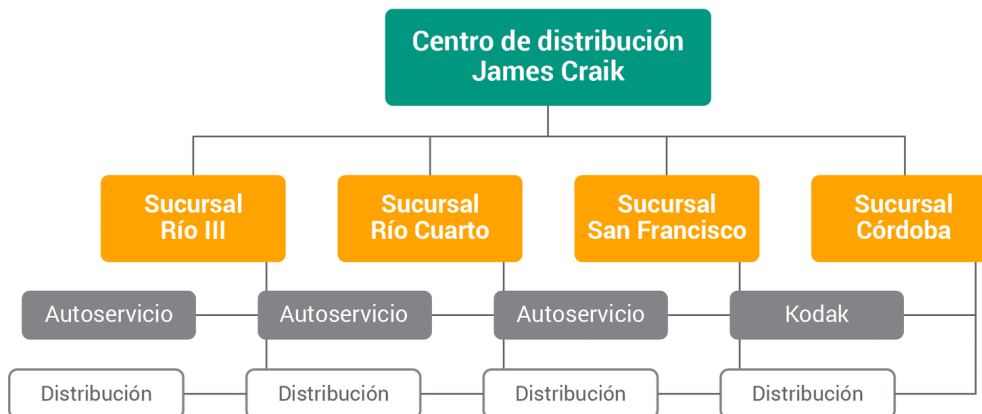 Centro de distribución
James Craik
Sucursal
Río III
Sucursal
Río Cuarto
Sucursal
San Francisco
Sucursal
Córdoba
Autoservicio
Autoservicio
Autoservicio
Kodak
Distribución
Distribución
Distribución
Distribución